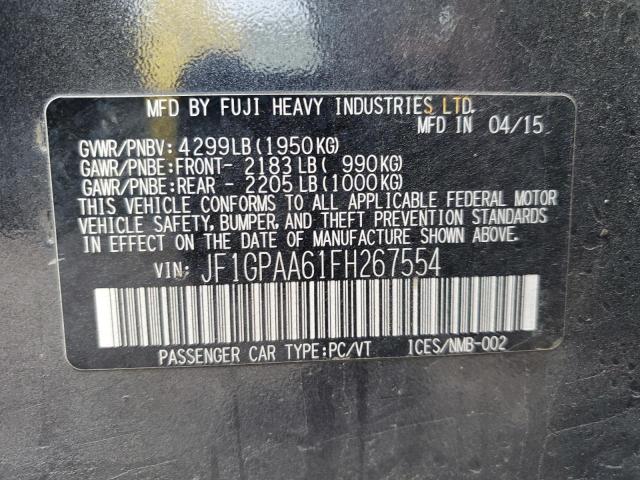 MFD BY FUJI HEAVY INDUSTRIES LTD.
MFD IN 04/15
GVWR/PNBV: 4299LB (1950KG)
GAWR/PNBE: FRONT- 2183 LB ( 990KG)
GAWR/PNBE: REAR - 2205 LB (1000KG)
THIS VEHICLE CONFORMS TO ALL APPLICABLE FEDERAL MOTOR
VEHICLE SAFETY, BUMPER, AND THEFT PREVENTION STANDARDS
IN EFFECT ON THE DATE OF MANUFACTURE SHOWN ABOVE.
VIN: JF1GPAA61FH267554
PASSENGER CAR TYPE:PC/VT ICES/NMB-002